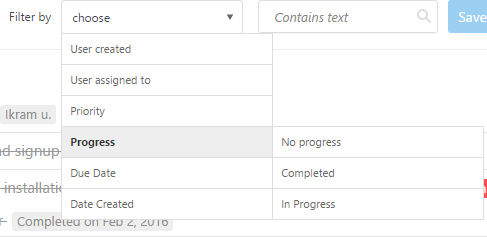 Filter by choose Contains text Save
User created
User assigned to
Ikram u.
Priority
Progress No progress
nd signup
Due Date Completed
installatio
Date Created In Progress
Completed on Feb 2, 2016